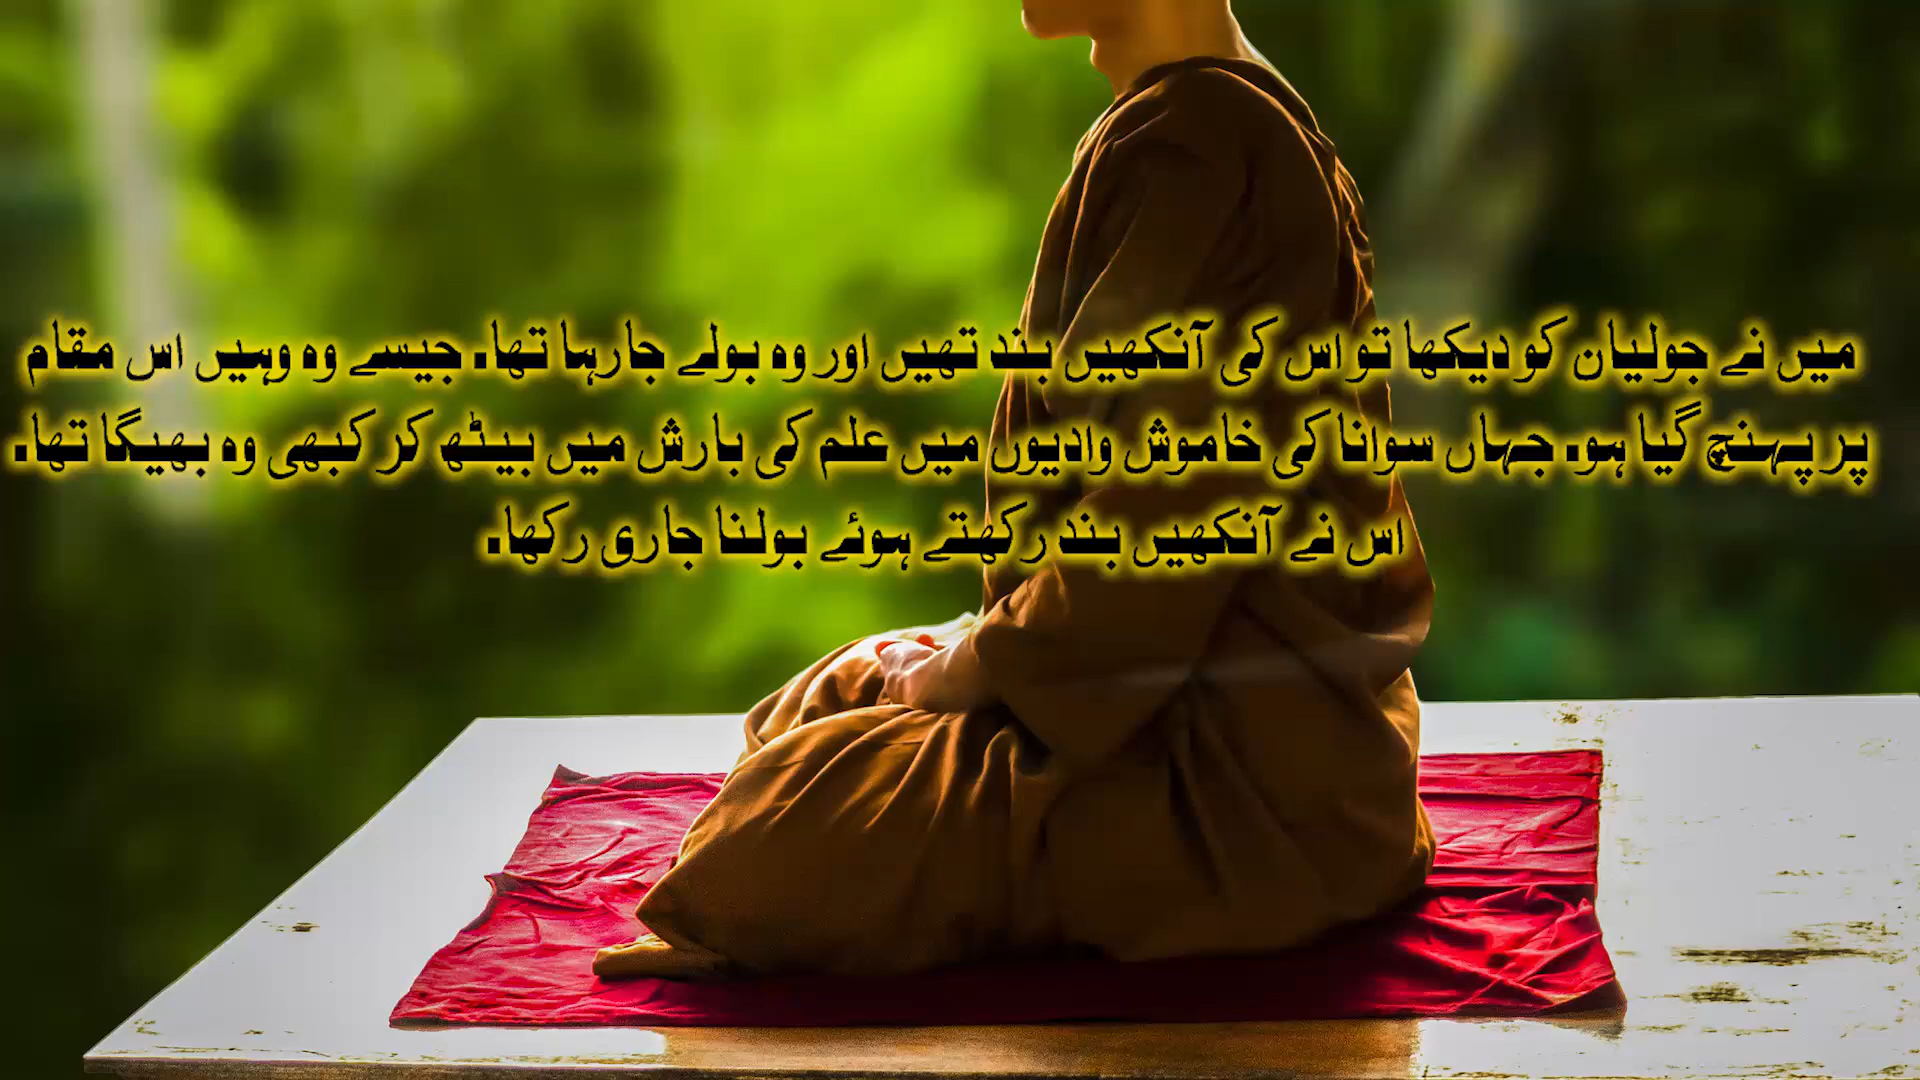 میں نے جولیان کو دیکھا تو اس کی آنکھیں بند تھیں اور وہ بولے جارہا تھا۔ جیسے وہ وہیں اس مقام
پر پہنچ گیا ہو۔ جہاں سوانا کی خاموش وادیوں میں علم کی بارش میں بیٹھ کر کبھی وہ بھیگا تھا۔
اس نے آنکھیں بند رکھتے ہوئے بولنا جاری رکھا۔